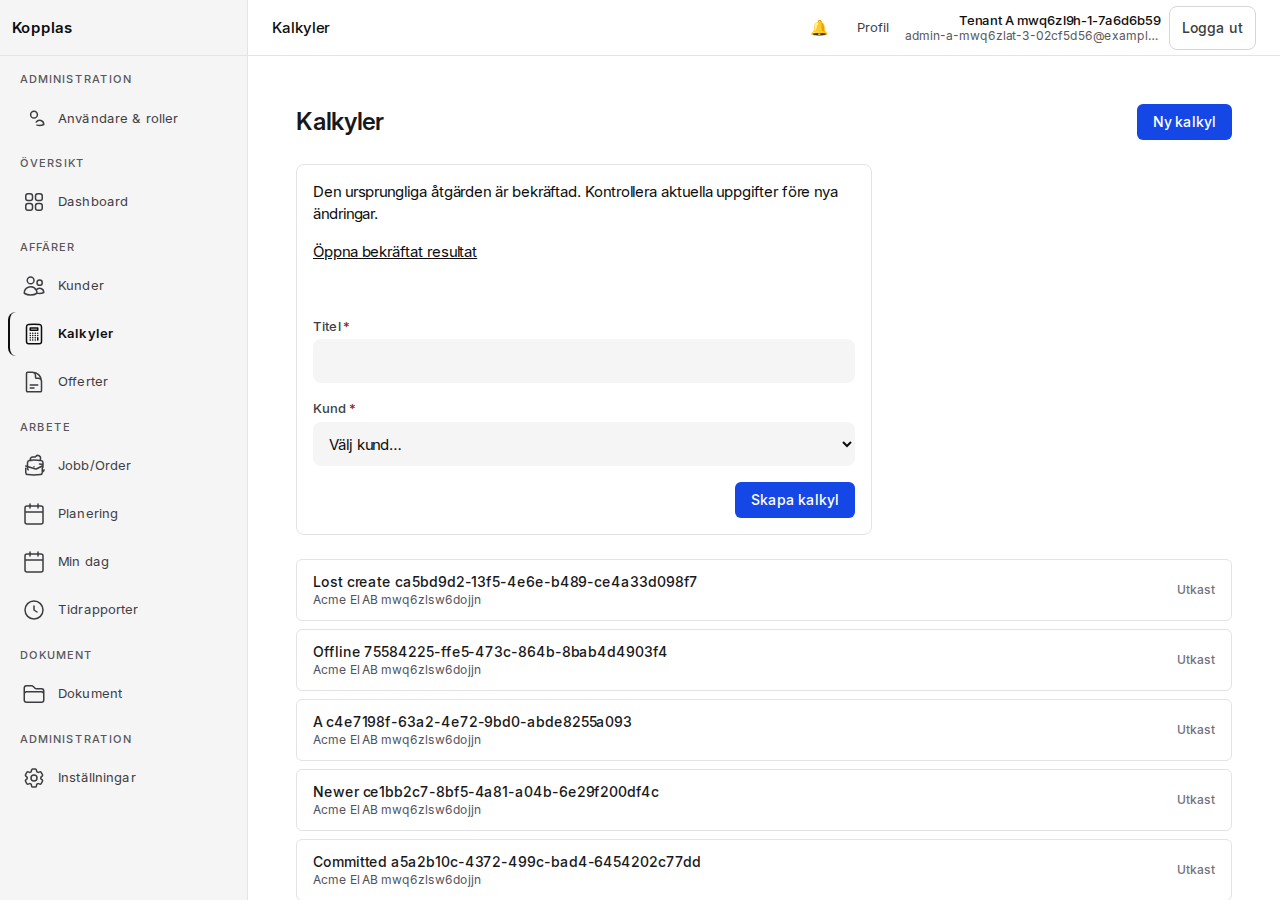 Kopplas
Kalkyler
🔔
Profil
Tenant A mwq6zl9h-1-7a6d6b59
admin-a-mwq6zlat-3-02cf5d56@exampl...
Logga ut
ADMINISTRATION
Användare & roller
ÖVERSIKT
Dashboard
AFFÄRER
Kunder
Kalkyler
Offerter
ARBETE
Jobb/Order
Planering
Min dag
Tidrapporter
DOKUMENT
Dokument
ADMINISTRATION
Inställningar
Kalkyler
Ny kalkyl
Den ursprungliga åtgärden är bekräftad. Kontrollera aktuella uppgifter före nya
ändringar.
Öppna bekräftat resultat
Titel *
Kund *
Välj kund...
Skapa kalkyl
Lost create ca5bd9d2-13f5-4e6e-b489-ce4a33d098f7
Acme El AB mwq6zlsw6dojjn
Utkast
Offline 75584225-ffe5-473c-864b-8bab4d4903f4
Acme El AB mwq6zlsw6dojjn
Utkast
A c4e7198f-63a2-4e72-9bd0-abde8255a093
Acme El AB mwq6zlsw6dojjn
Utkast
Newer ce1bb2c7-8bf5-4a81-a04b-6e29f200df4c
Acme El AB mwq6zlsw6dojjn
Utkast
Committed a5a2b10c-4372-499c-bad4-6454202c77dd
Acme El AB mwq6zlsw6dojjn
Utkast